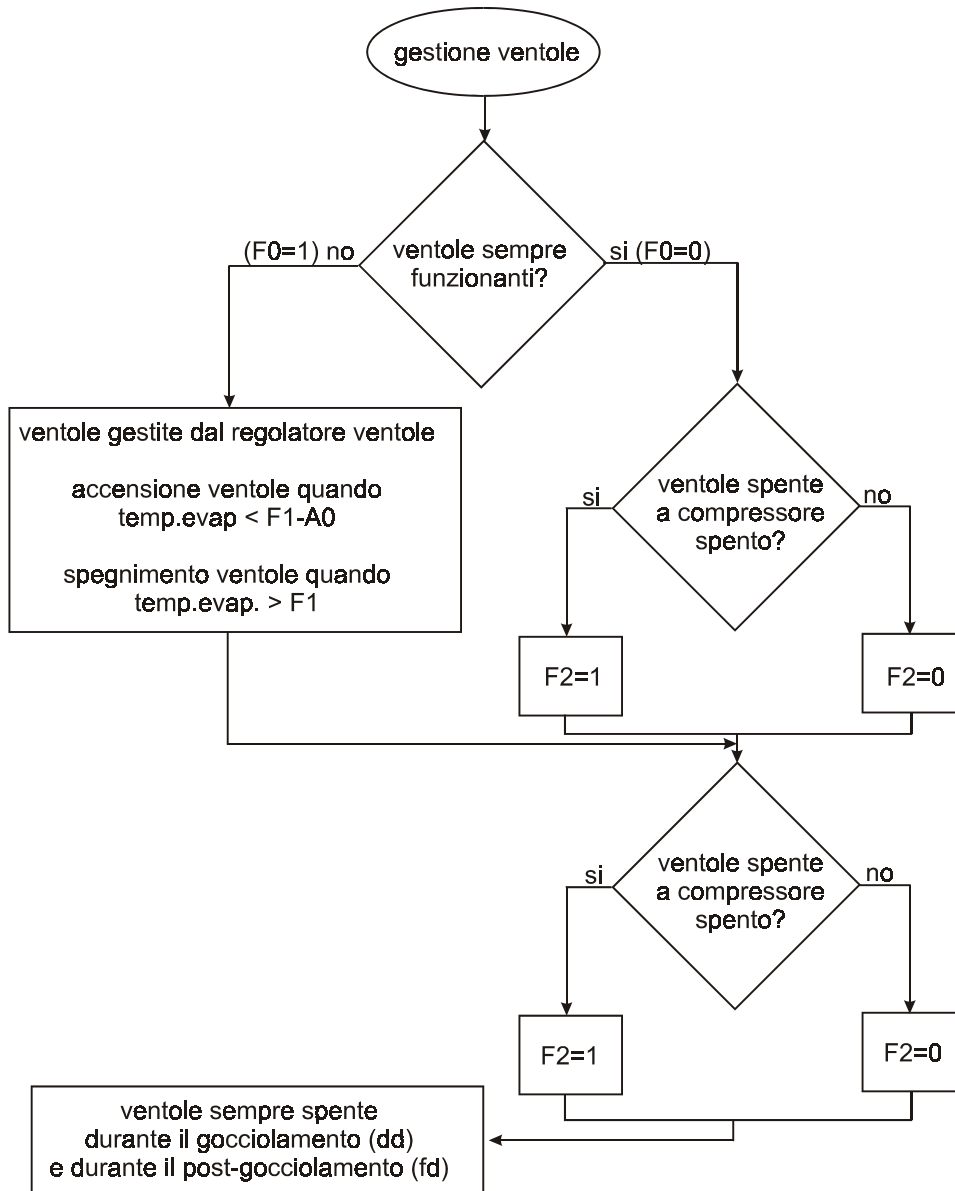 gestione ventole
ventole sempre
funzionanti?
(F0=1) no
si (F0=0)
ventole gestite dal regolatore ventole
accensione ventole quando
temp.evap < F1-A0
spegnimento ventole quando
temp.evap. > F1
ventole spente
a compressore
spento?
si
no
F2=1
F2=0
ventole spente
a compressore
spento?
si
no
F2=1
F2=0
ventole sempre spente
durante il gocciolamento (dd)
e durante il post-gocciolamento (fd)